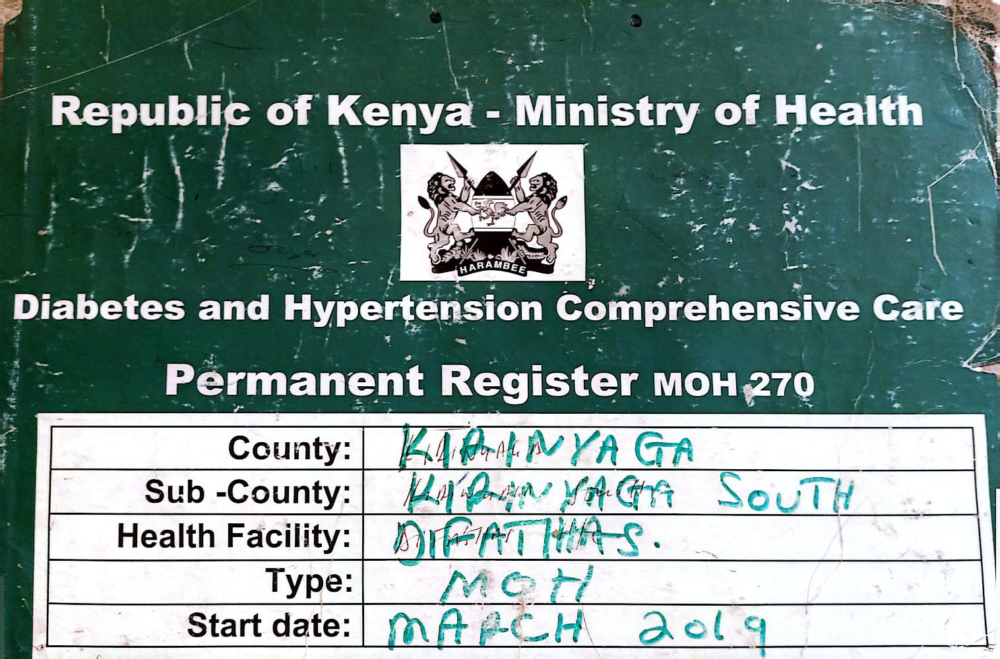 Republic of Kenya - Ministry of Health
HARAMBEE
Diabetes and Hypertension Comprehensive Care
Permanent Register MOH 270
County: KIRINYAGA
Sub -County: KIRINYAGA SOUTH
Health Facility: DIFATHAS.
Type: MOH
Start date: MARCH 2019